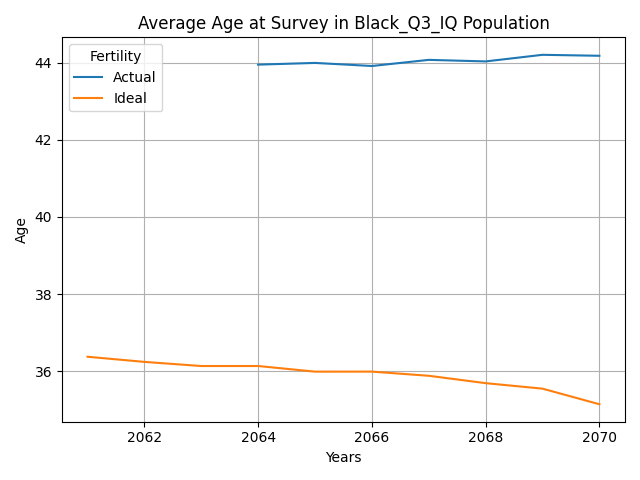 Average Age at Survey in Black_Q3_IQ Population
Fertility
Actual
Ideal
Age
44
42
40
38
36
2062
2064
2066
2068
2070
Years